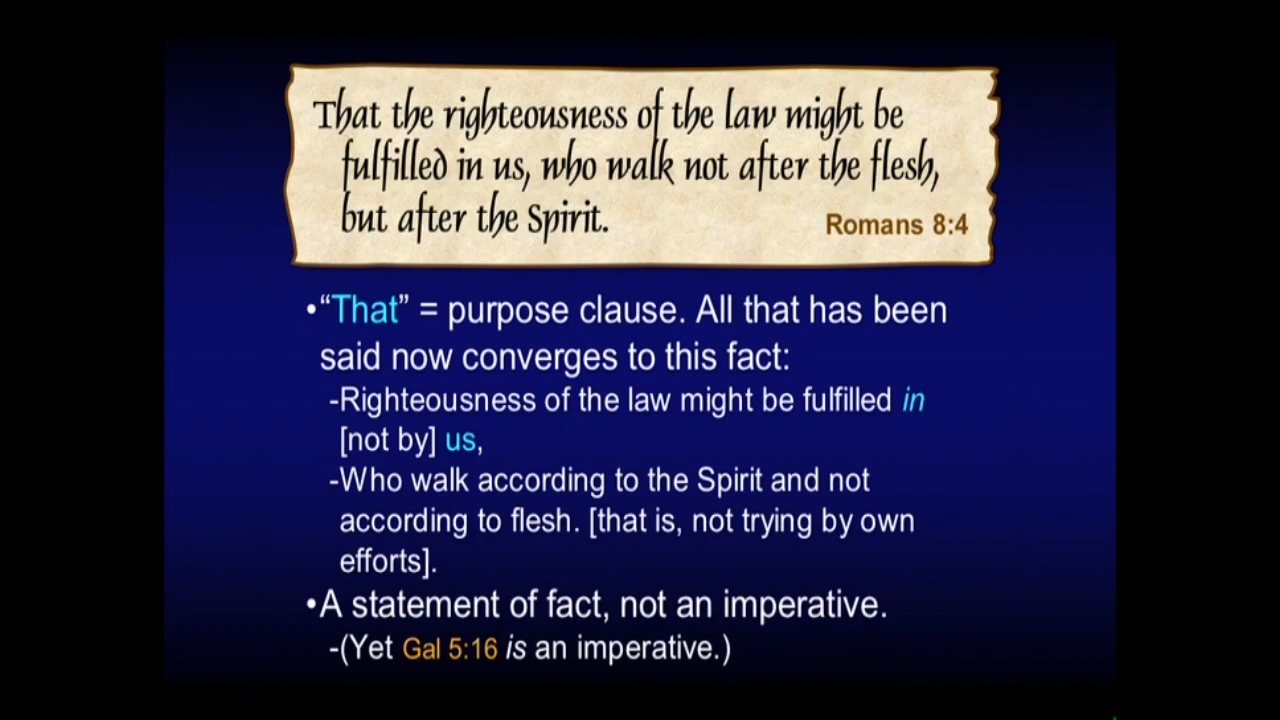 That the righteousness of the law might be
fulfilled in us, who walk not after the flesh,
but after the Spirit.
Romans 8:4
•“That” = purpose clause. All that has been
said now converges to this fact:
-Righteousness of the law might be fulfilled in
[not by] us,
-Who walk according to the Spirit and not
according to flesh. [that is, not trying by own
efforts].
•A statement of fact, not an imperative.
-(Yet Gal 5:16 is an imperative.)